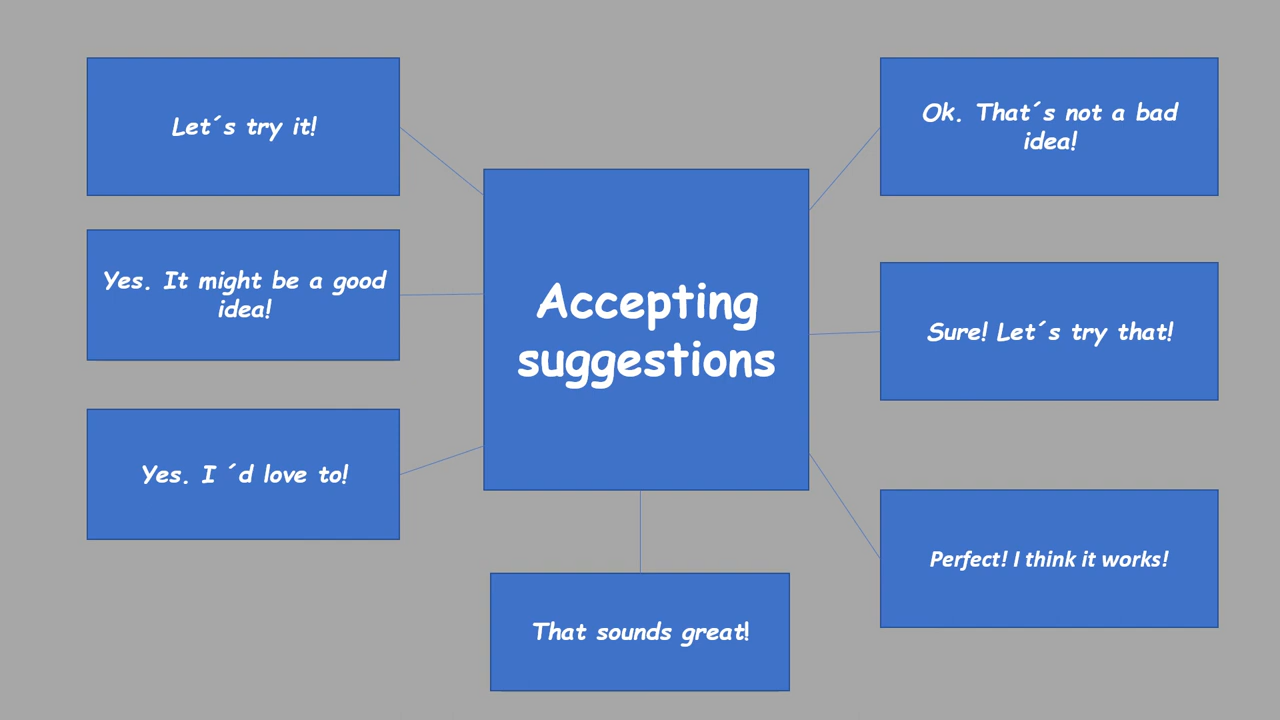 Let´s try it!
Yes. It might be a good
idea!
Yes. I ´d love to!
Accepting
suggestions
That sounds great!
Ok. That´s not a bad
idea!
Sure! Let´s try that!
Perfect! I think it works!